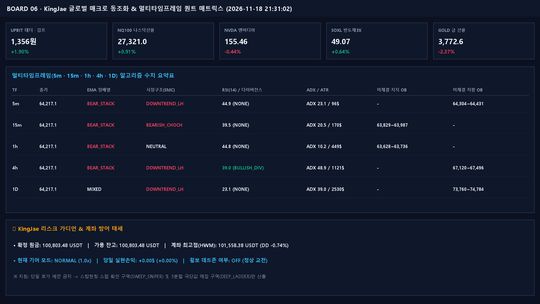 BOARD 06 · KingJae 글로벌 매크로 동조화 & 멀티타임프레임 퀀트 매트릭스 (2026-11-18 21:31:02)
UPBIT 테더 · 김프
1,356원
+1.90%
NQ100 나스닥선물
27,321.0
+0.91%
NVDA 엔비디아
155.46
-0.44%
SOXL 반도체3X
49.07
+0.64%
GOLD 금 선물
3,772.6
-2.37%
멀티타임프레임(5m · 15m · 1h · 4h · 1D) 알고리즘 수치 요약표
TF 종가 EMA 정배열 시장구조(SMC) RSI(14) / 다이버전스 ADX / ATR 미체결 지지 OB 미체결 저항 OB
5m 64,217.1 BEAR_STACK DOWNTREND_LH 44.9 (NONE) ADX 23.1 / 96$ - 64,304~64,431
15m 64,217.1 BEAR_STACK BEARISH_CHOCH 39.5 (NONE) ADX 20.5 / 170$ 63,829~63,987 -
1h 64,217.1 BEAR_STACK NEUTRAL 44.8 (NONE) ADX 10.2 / 449$ 63,628~63,736 -
4h 64,217.1 BEAR_STACK DOWNTREND_LH 39.0 (BULLISH_DIV) ADX 48.9 / 1121$ - 67,120~67,496
1D 64,217.1 MIXED DOWNTREND_LH 23.1 (NONE) ADX 39.0 / 2530$ - 73,760~74,784
KingJae 리스크 가디언 & 계좌 방어 태세
• 확정 원금: 100,803.48 USDT | 가용 잔고: 100,803.48 USDT | 계좌 최고점(HWM): 101,558.38 USDT (DD -0.74%)
• 현재 기어 모드: NORMAL (1.0x) | 당일 실현손익: +0.00$ (+0.00%) | 휩쏘 데드존 여부: OFF (정상 교전)